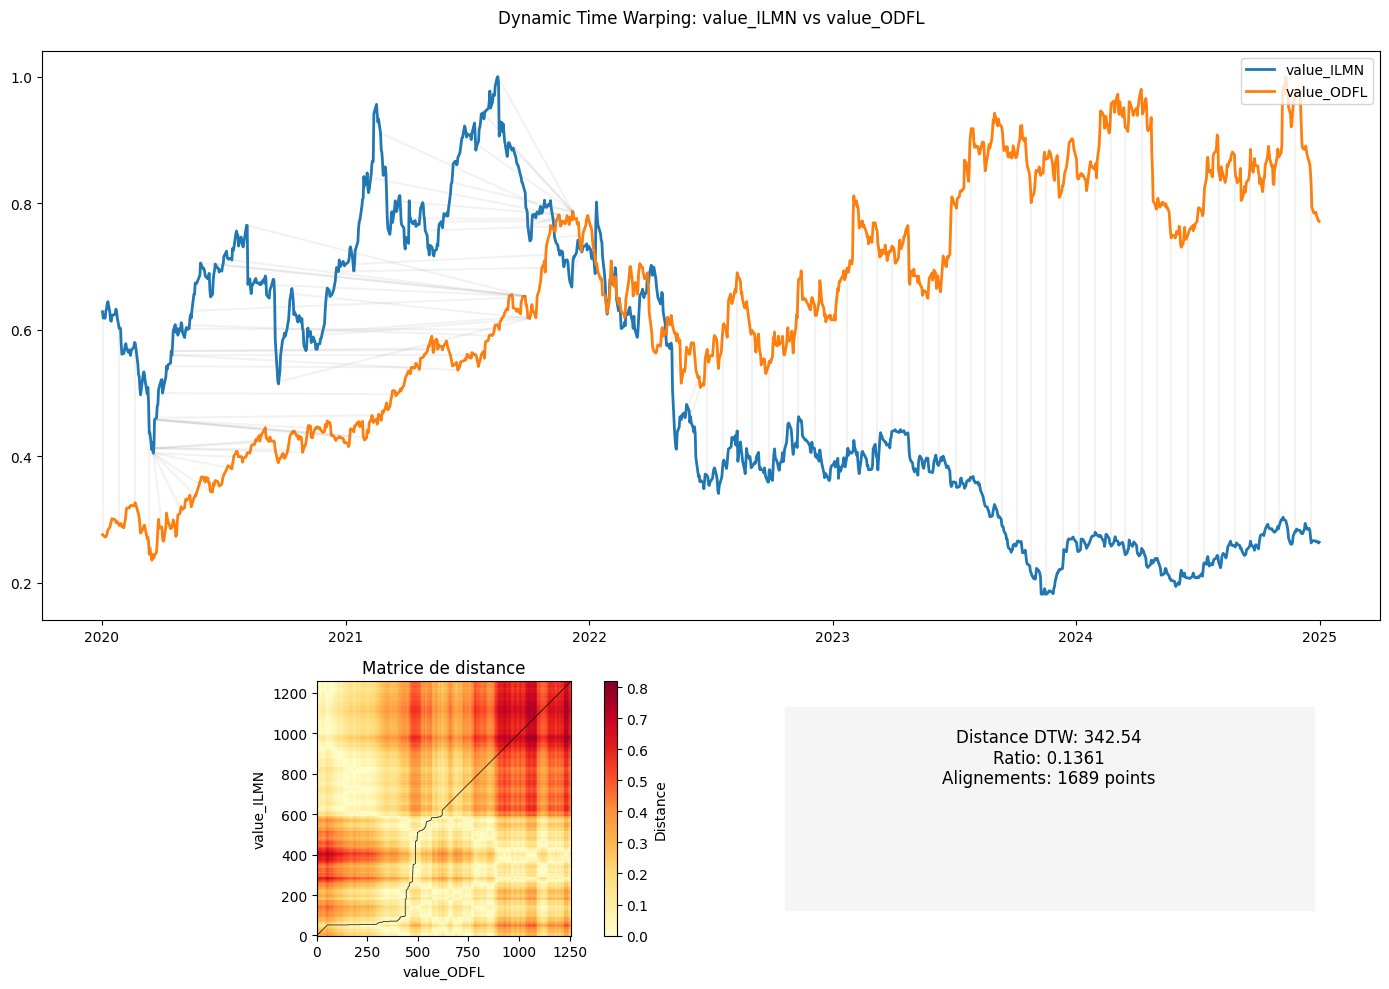 Dynamic Time Warping: value_ILMN vs value_ODFL
value_ILMN
value_ODFL
1.0
0.8
0.6
0.4
0.2
2020 2021 2022 2023 2024 2025
Matrice de distance
1200
1000
800
600
400
200
0
value_ILMN
0 250 500 750 1000 1250
value_ODFL
0.8
0.7
0.6
0.5
0.4
0.3
0.2
0.1
0.0
Distance
Distance DTW: 342.54
Ratio: 0.1361
Alignements: 1689 points